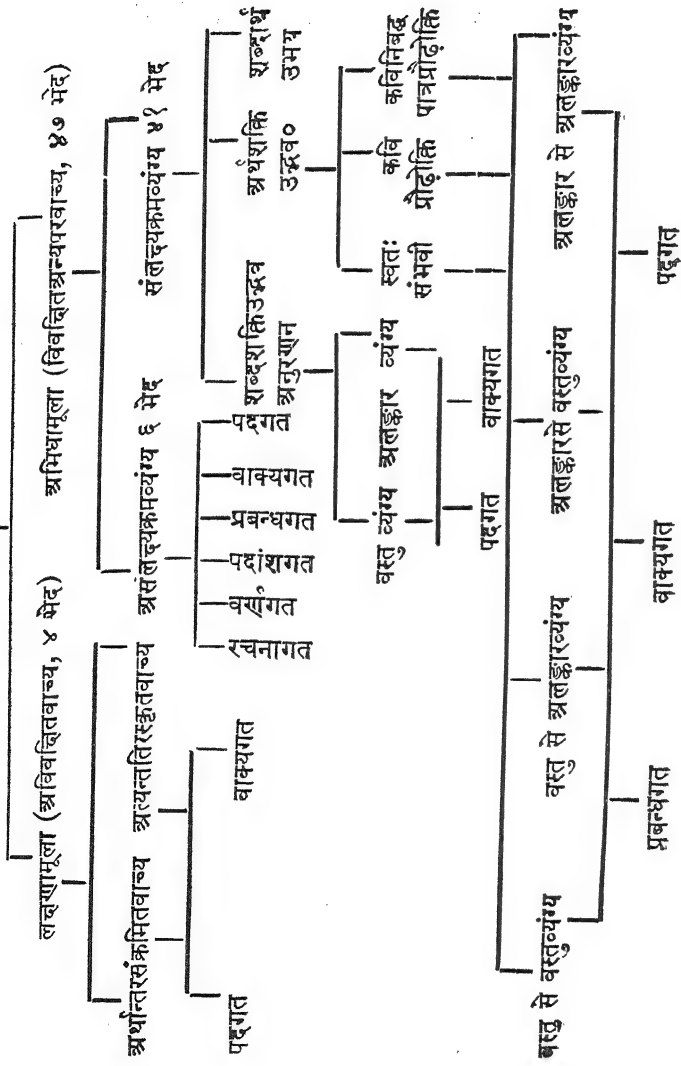 लक्षणामूला (अविवक्षितवाच्य, ४ भेद)
अभिधामूला (विवक्षितअन्यपरवाच्य, ४७ भेद)
अर्थान्तरसंक्रमितवाच्य
अत्यन्ततिरस्कृतवाच्य
असंलक्ष्यक्रमव्यंग्य ६ भेद
संलक्ष्यक्रमव्यंग्य ४१ भेद
पदगत
वाक्यगत
रचनागत
वर्णगत
पदांशगत
प्रबन्धगत
वाक्यगत
पदगत
शब्दशक्तिउद्भव
अनुरणन
अर्थशक्ति
उद्भव०
शब्दार्थ
उभय
वस्तु व्यंग्य
अलङ्कार व्यंग्य
स्वतः
संभवी
कवि
प्रौढ़ोक्ति
कविनिबद्ध
पात्रप्रौढ़ोक्ति
पदगत
वाक्यगत
वस्तु से वस्तुव्यंग्य
वस्तु से अलङ्कारव्यंग्य
अलङ्कारसे वस्तुव्यंग्य
अलङ्कार से अलङ्कारव्यंग्य
प्रबन्धगत
वाक्यगत
पदगत